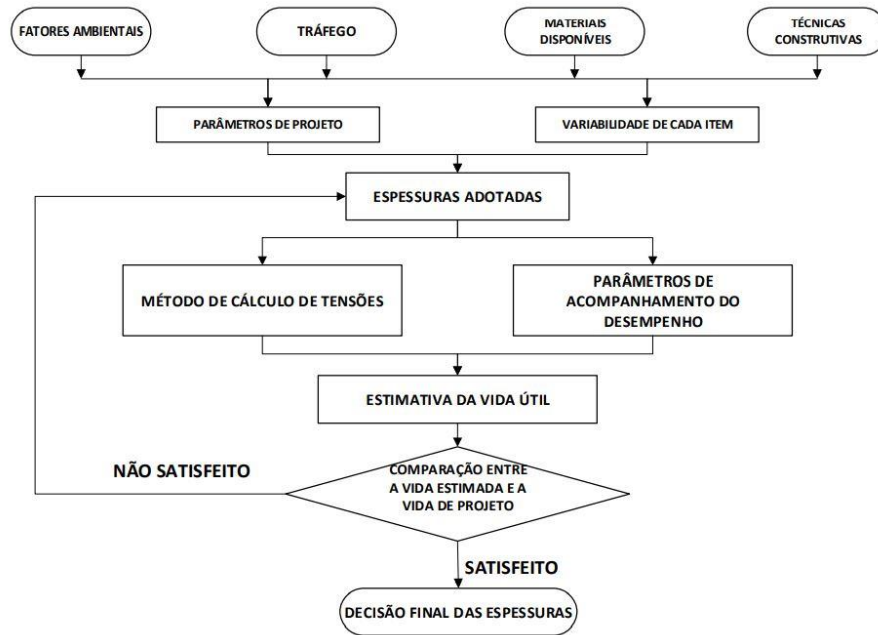 FATORES AMBIENTAIS
TRÁFEGO
MATERIAIS
DISPONÍVEIS
TÉCNICAS
CONSTRUTIVAS
PARÂMETROS DE PROJETO
VARIABILIDADE DE CADA ITEM
ESPESSURAS ADOTADAS
MÉTODO DE CÁLCULO DE TENSÕES
PARÂMETROS DE
ACOMPANHAMENTO DO
DESEMPENHO
ESTIMATIVA DA VIDA ÚTIL
NÃO SATISFEITO
COMPARAÇÃO ENTRE
A VIDA ESTIMADA E A
VIDA DE PROJETO
SATISFEITO
DECISÃO FINAL DAS ESPESSURAS